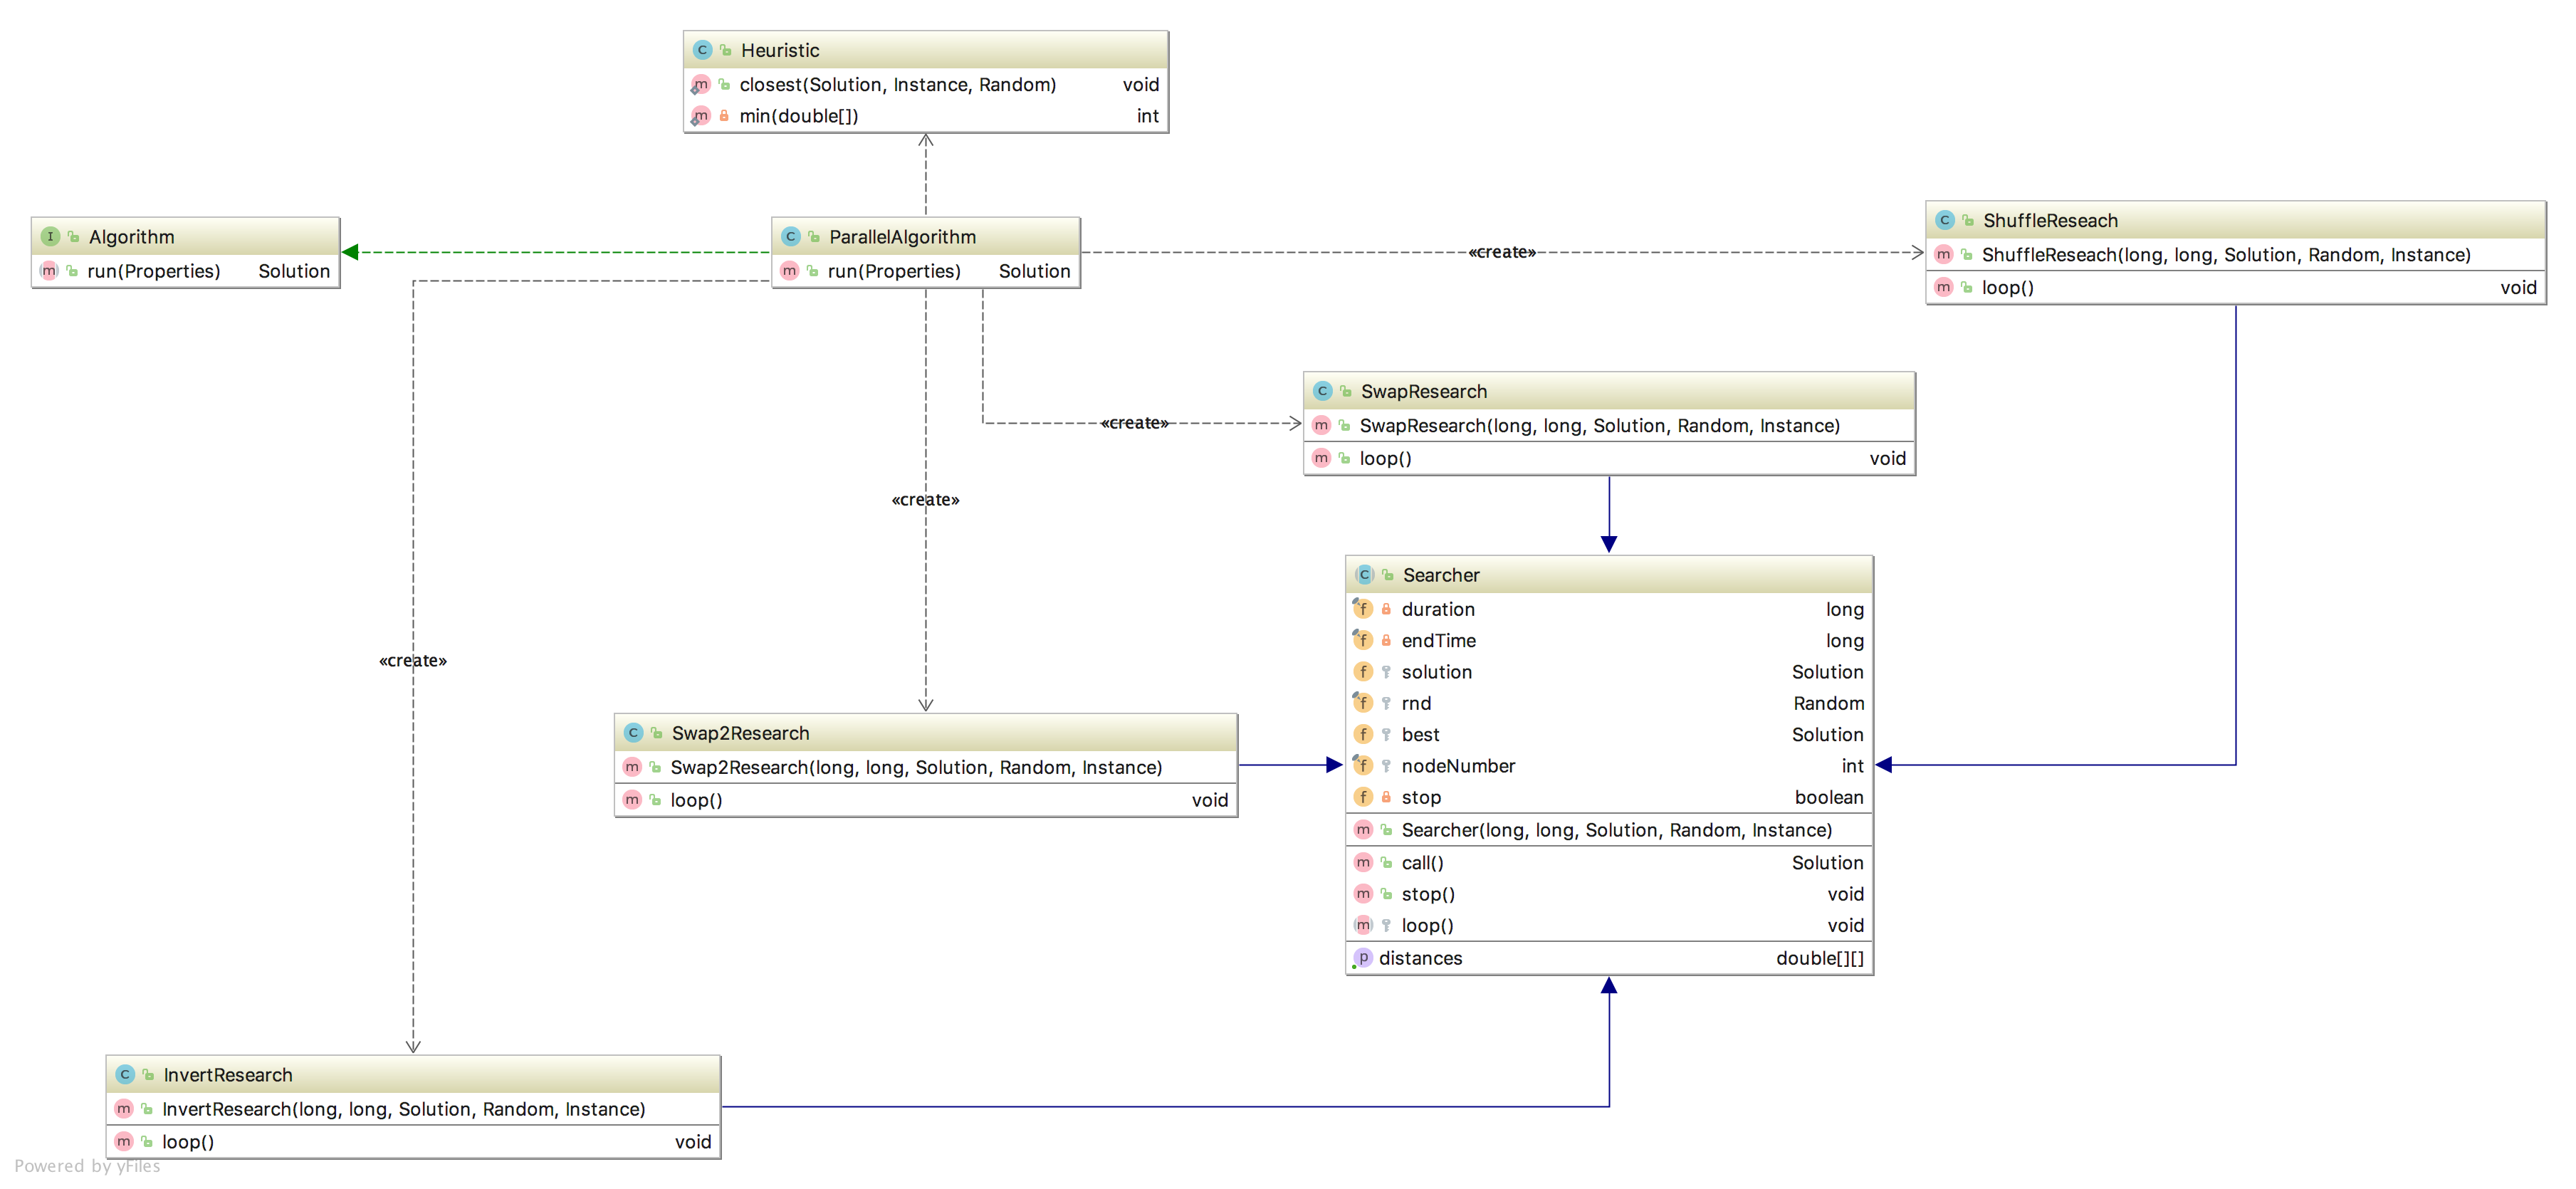 Heuristic
closest(Solution, Instance, Random) void
min(double[]) int
Algorithm
run(Properties) Solution
ParallelAlgorithm
run(Properties) Solution
«create»
ShuffleReseach
ShuffleReseach(long, long, Solution, Random, Instance)
loop() void
«create»
SwapResearch
SwapResearch(long, long, Solution, Random, Instance)
loop() void
«create»
«create»
Searcher
duration long
endTime long
solution Solution
rnd Random
best Solution
nodeNumber int
stop boolean
Searcher(long, long, Solution, Random, Instance)
call() Solution
stop() void
loop() void
distances double[][]
Swap2Research
Swap2Research(long, long, Solution, Random, Instance)
loop() void
InvertResearch
InvertResearch(long, long, Solution, Random, Instance)
loop() void
Powered by yFiles